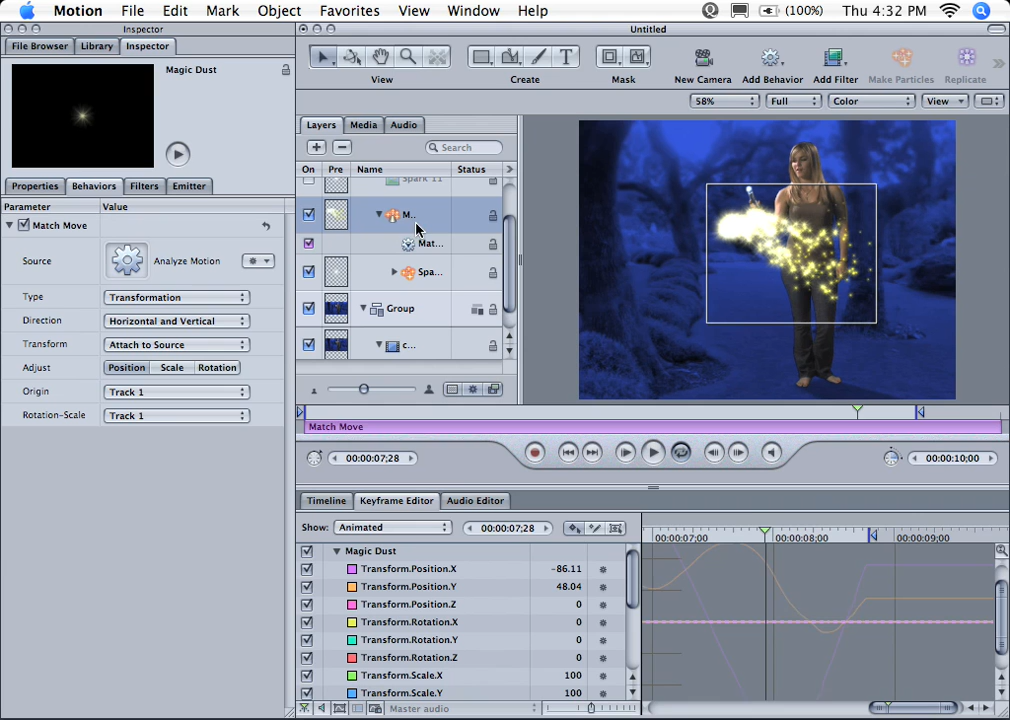 Motion File Edit Mark Object Favorites View Window Help (100%) Thu 4:32 PM
Inspector
Untitled
File Browser Library Inspector
Magic Dust
View Create Mask New Camera Add Behavior Add Filter Make Particles Replicate
58% Full Color View
Layers Media Audio
Search
On Pre Name Status
Spark 11
M..
Mat...
Spa...
Group
c...
Properties Behaviors Filters Emitter
Parameter Value
Match Move
Source Analyze Motion
Type Transformation
Direction Horizontal and Vertical
Transform Attach to Source
Adjust Position Scale Rotation
Origin Track 1
Rotation-Scale Track 1
Match Move
00:00:07;28
00:00:10;00
Timeline Keyframe Editor Audio Editor
Show: Animated 00:00:07;28
00:00:07;00 00:00:08;00 00:00:09;00
Magic Dust
Transform.Position.X -86.11
Transform.Position.Y 48.04
Transform.Position.Z 0
Transform.Rotation.X 0
Transform.Rotation.Y 0
Transform.Rotation.Z 0
Transform.Scale.X 100
Transform.Scale.Y 100
Master audio